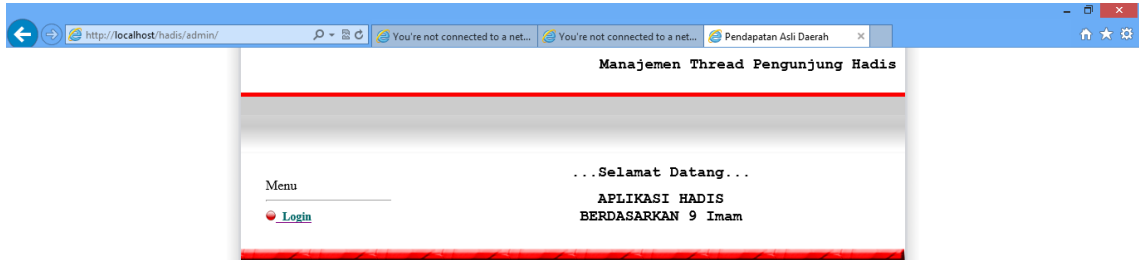 http://localhost/hadis/admin/
You're not connected to a net...
You're not connected to a net...
Pendapatan Asli Daerah
Manajemen Thread Pengunjung Hadis
Menu
Login
...Selamat Datang...
APLIKASI HADIS
BERDASARKAN 9 Imam